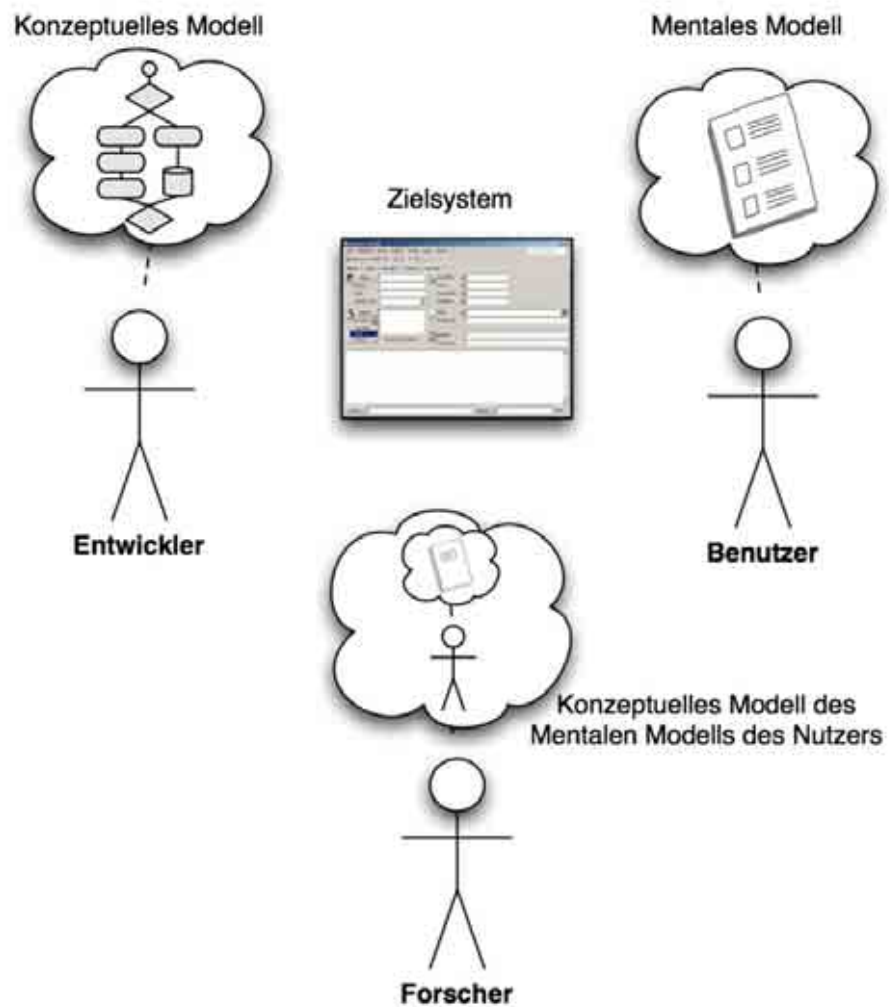 Konzeptuelles Modell
Mentales Modell
Zielsystem
Entwickler
Benutzer
Konzeptuelles Modell des
Mentalen Modells des Nutzers
Forscher